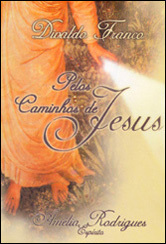 Divaldo Franco
Pelos
Caminhos de
Jesus
Amélia Rodrigues
Espírito